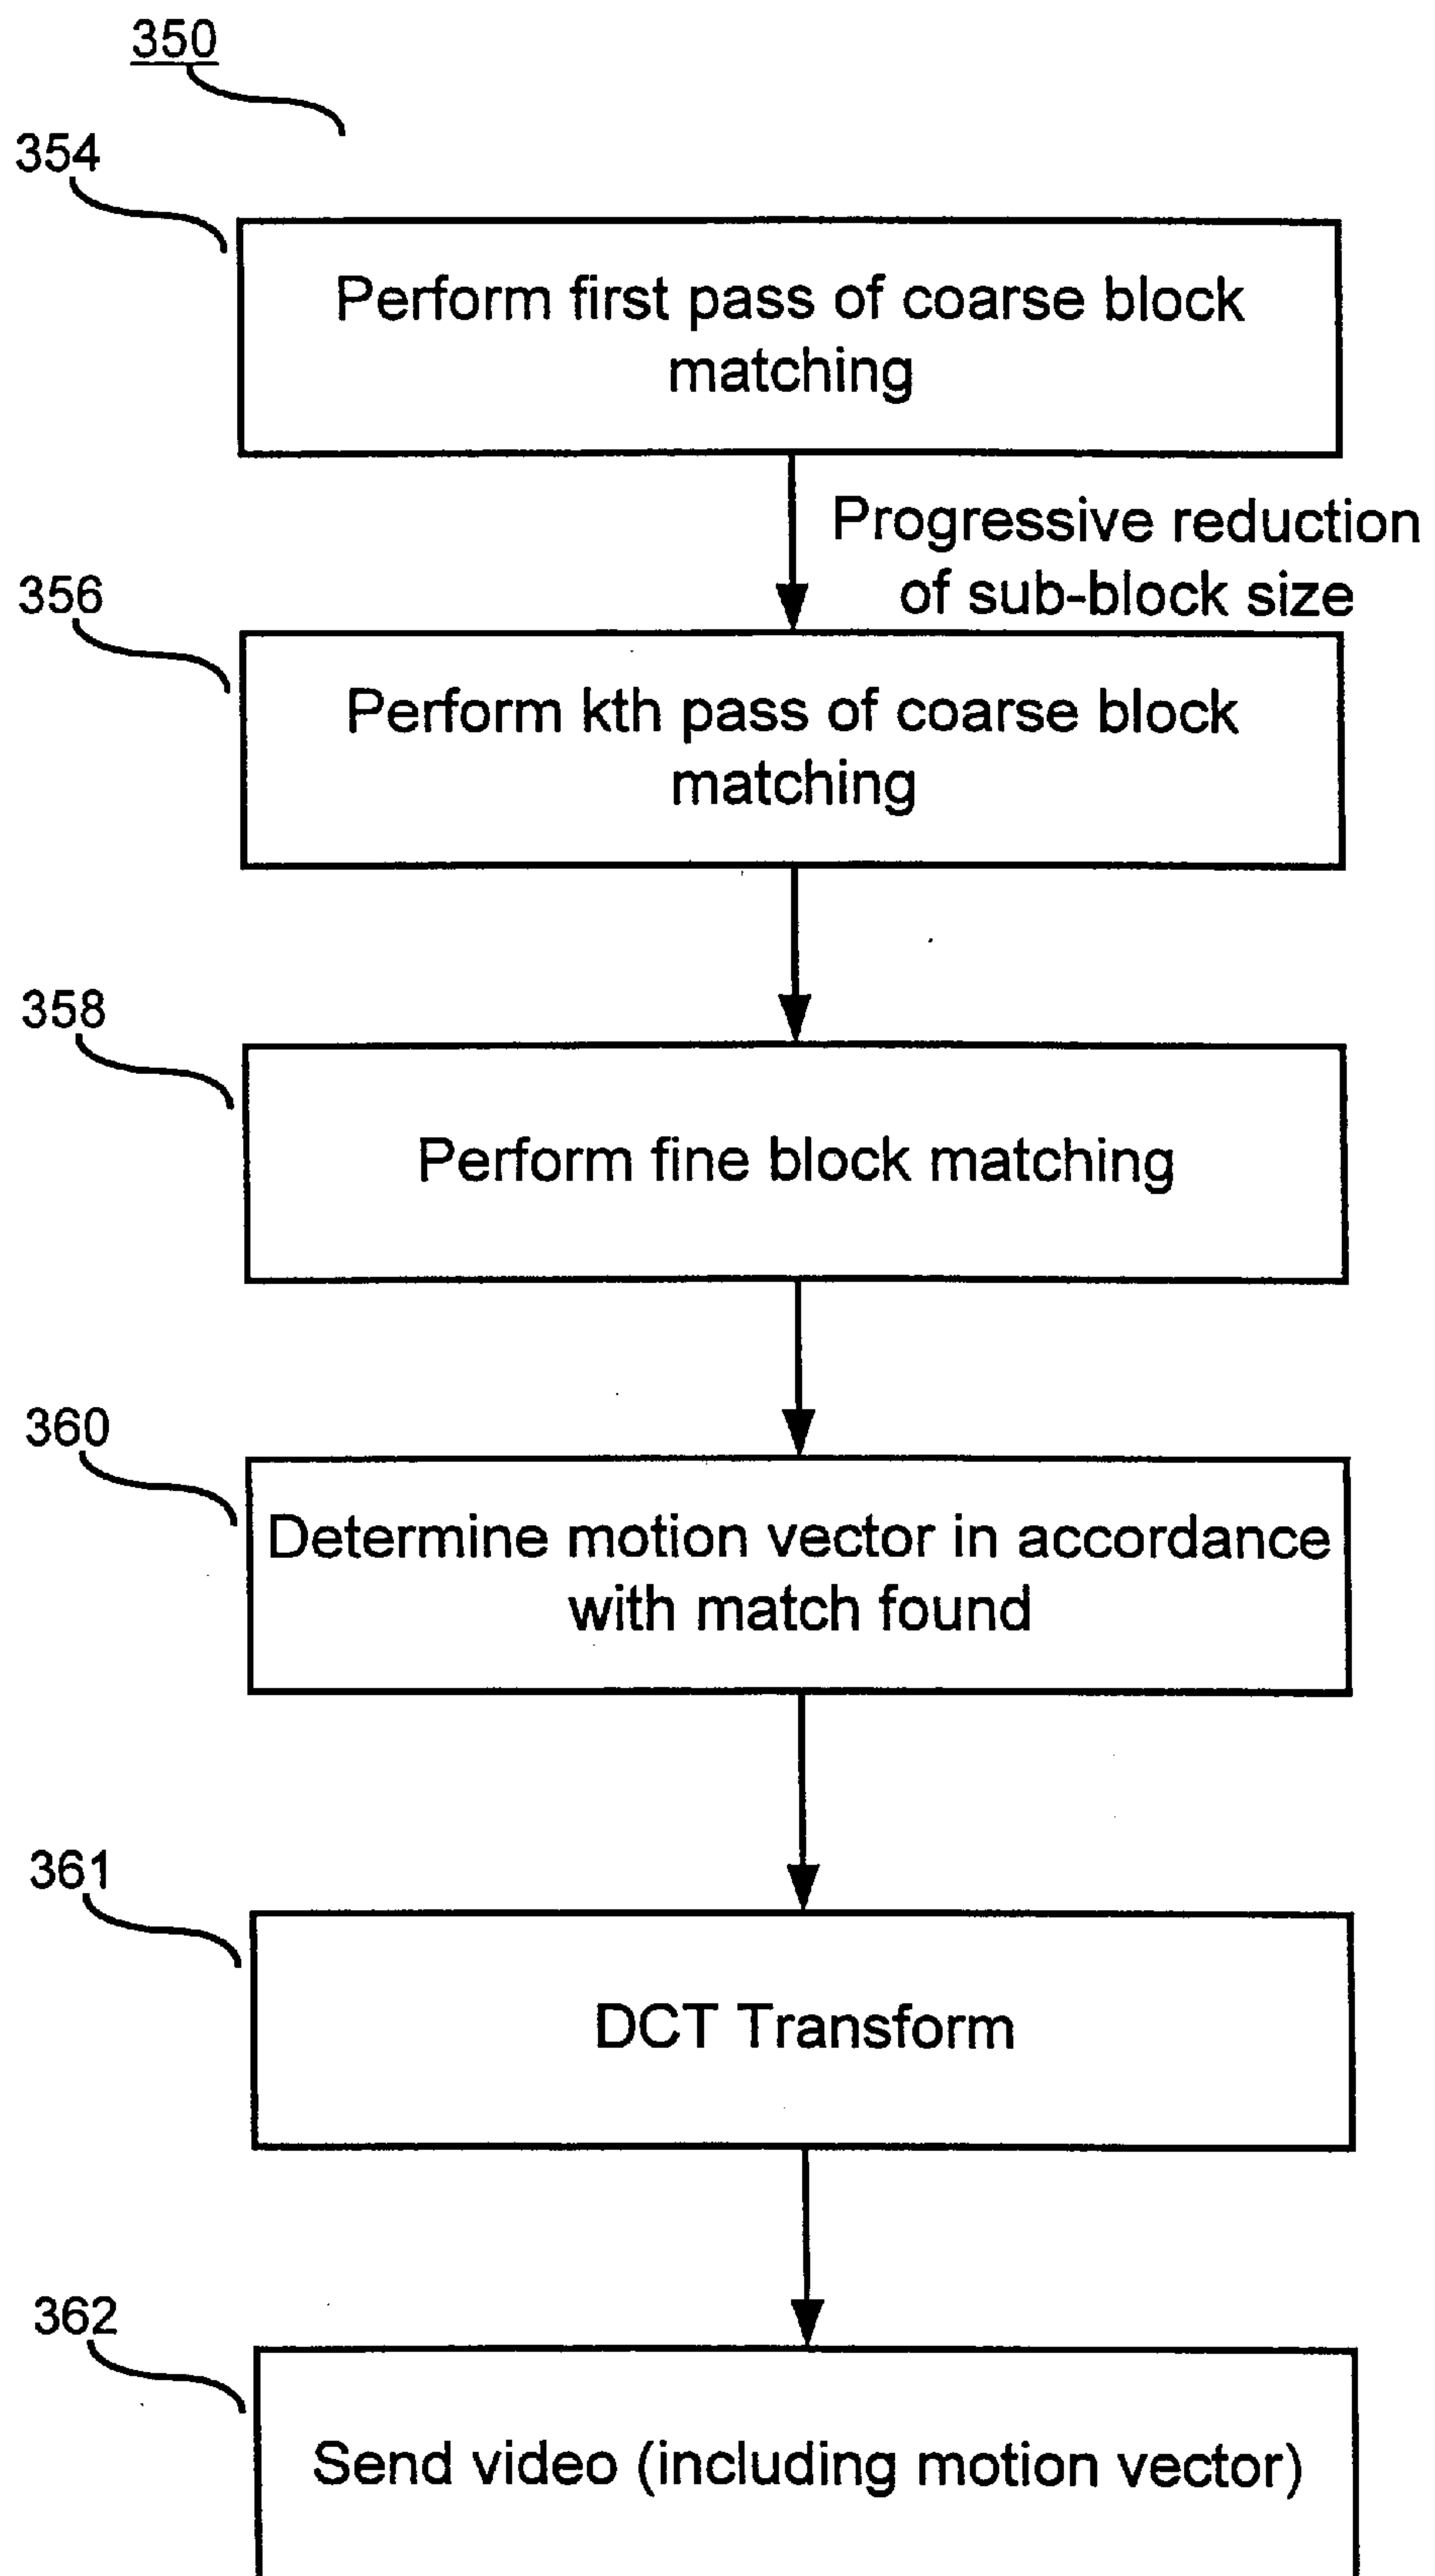 350
354
Perform first pass of coarse block
matching
Progressive reduction
of sub-block size
356
Perform kth pass of coarse block
matching
358
Perform fine block matching
360
Determine motion vector in accordance
with match found
361
DCT Transform
362
Send video (including motion vector)